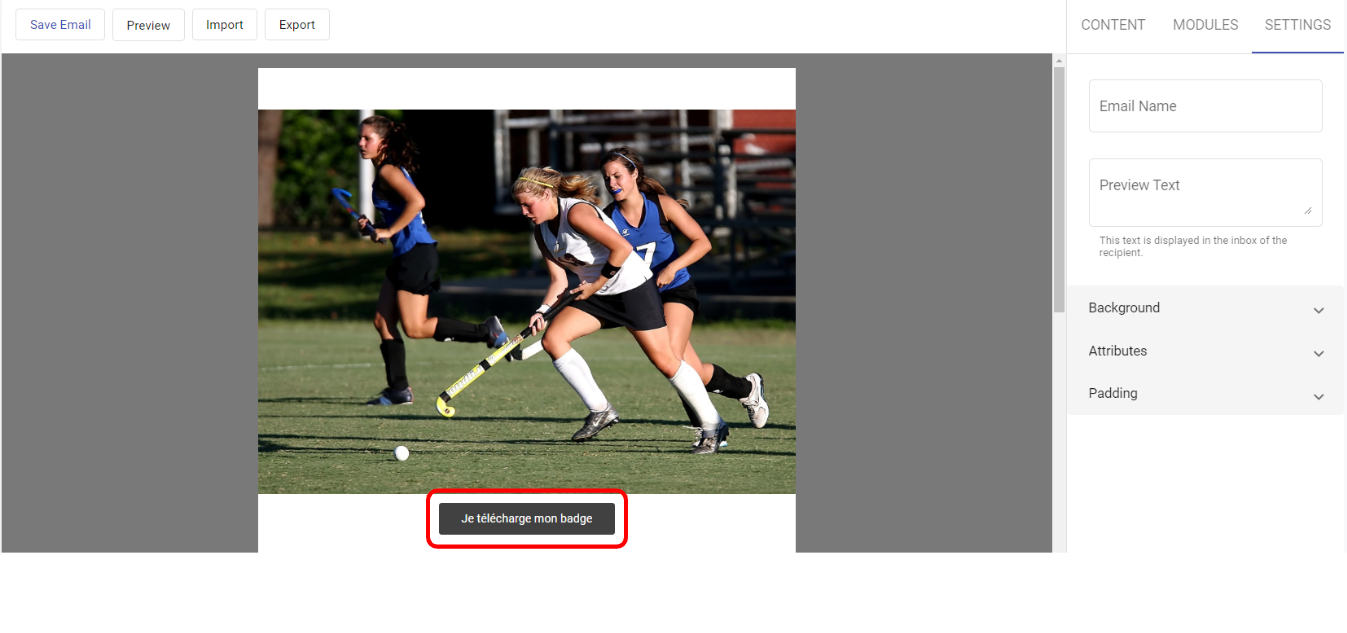 Save Email
Preview
Import
Export
CONTENT
MODULES
SETTINGS
Email Name
Preview Text
This text is displayed in the inbox of the
recipient.
Background
Attributes
Padding
7
Je télécharge mon badge